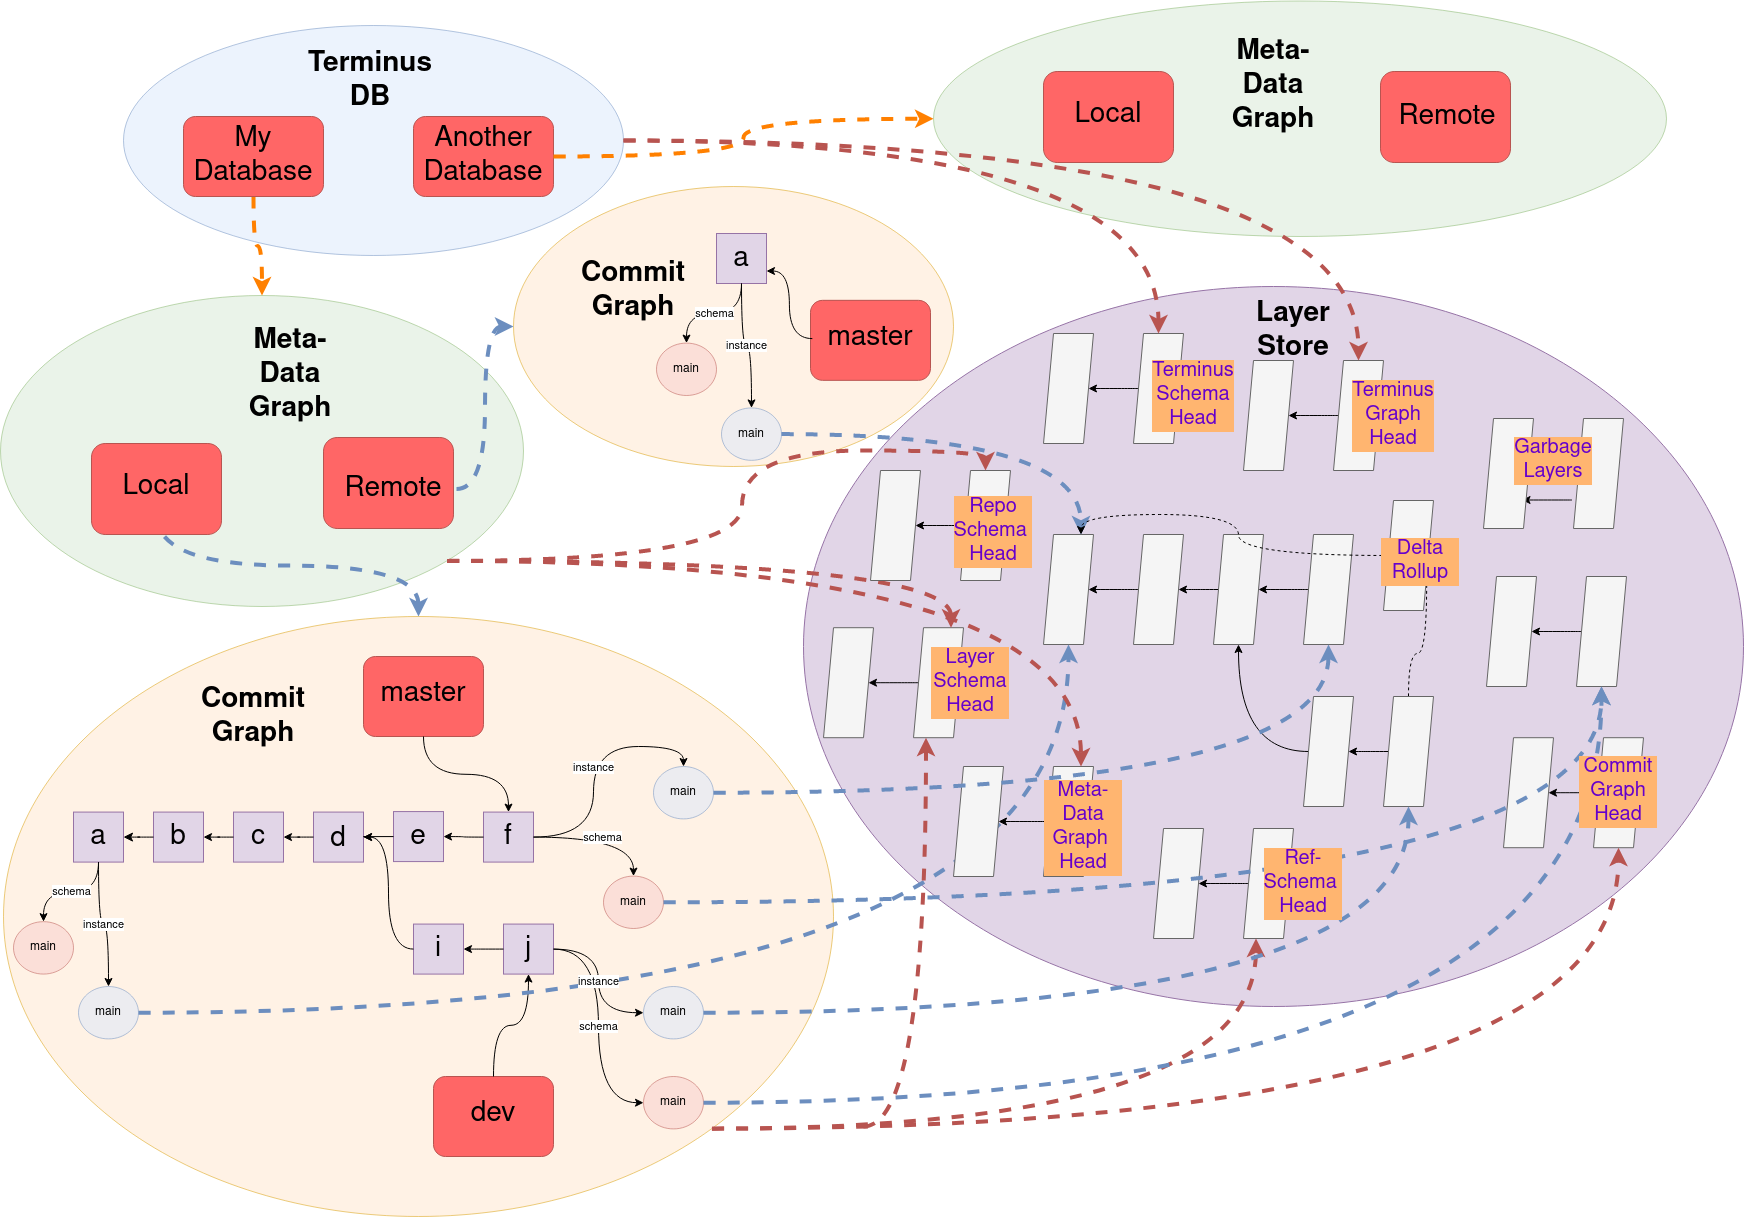 Terminus
DB
My
Database
Another
Database
Meta-
Data
Graph
Local
Remote
Commit
Graph
a
schema
instance
main
main
master
Meta-
Data
Graph
Local
Remote
Layer
Store
Terminus
Schema
Head
Terminus
Graph
Head
Garbage
Layers
Repo
Schema
Head
Delta
Rollup
Layer
Schema
Head
Meta-
Data
Graph
Head
Commit
Graph
Head
Ref-
Schema
Head
Commit
Graph
master
instance
main
a
b
c
d
e
f
schema
main
schema
instance
main
main
i
j
instance
main
schema
main
dev